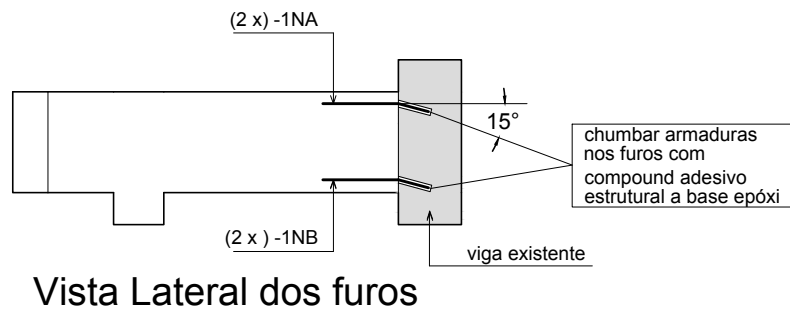 (2 x) -1NA
15°
chumbar armaduras
nos furos com
compound adesivo
estrutural a base epóxi
(2 x ) -1NB
viga existente
Vista Lateral dos furos